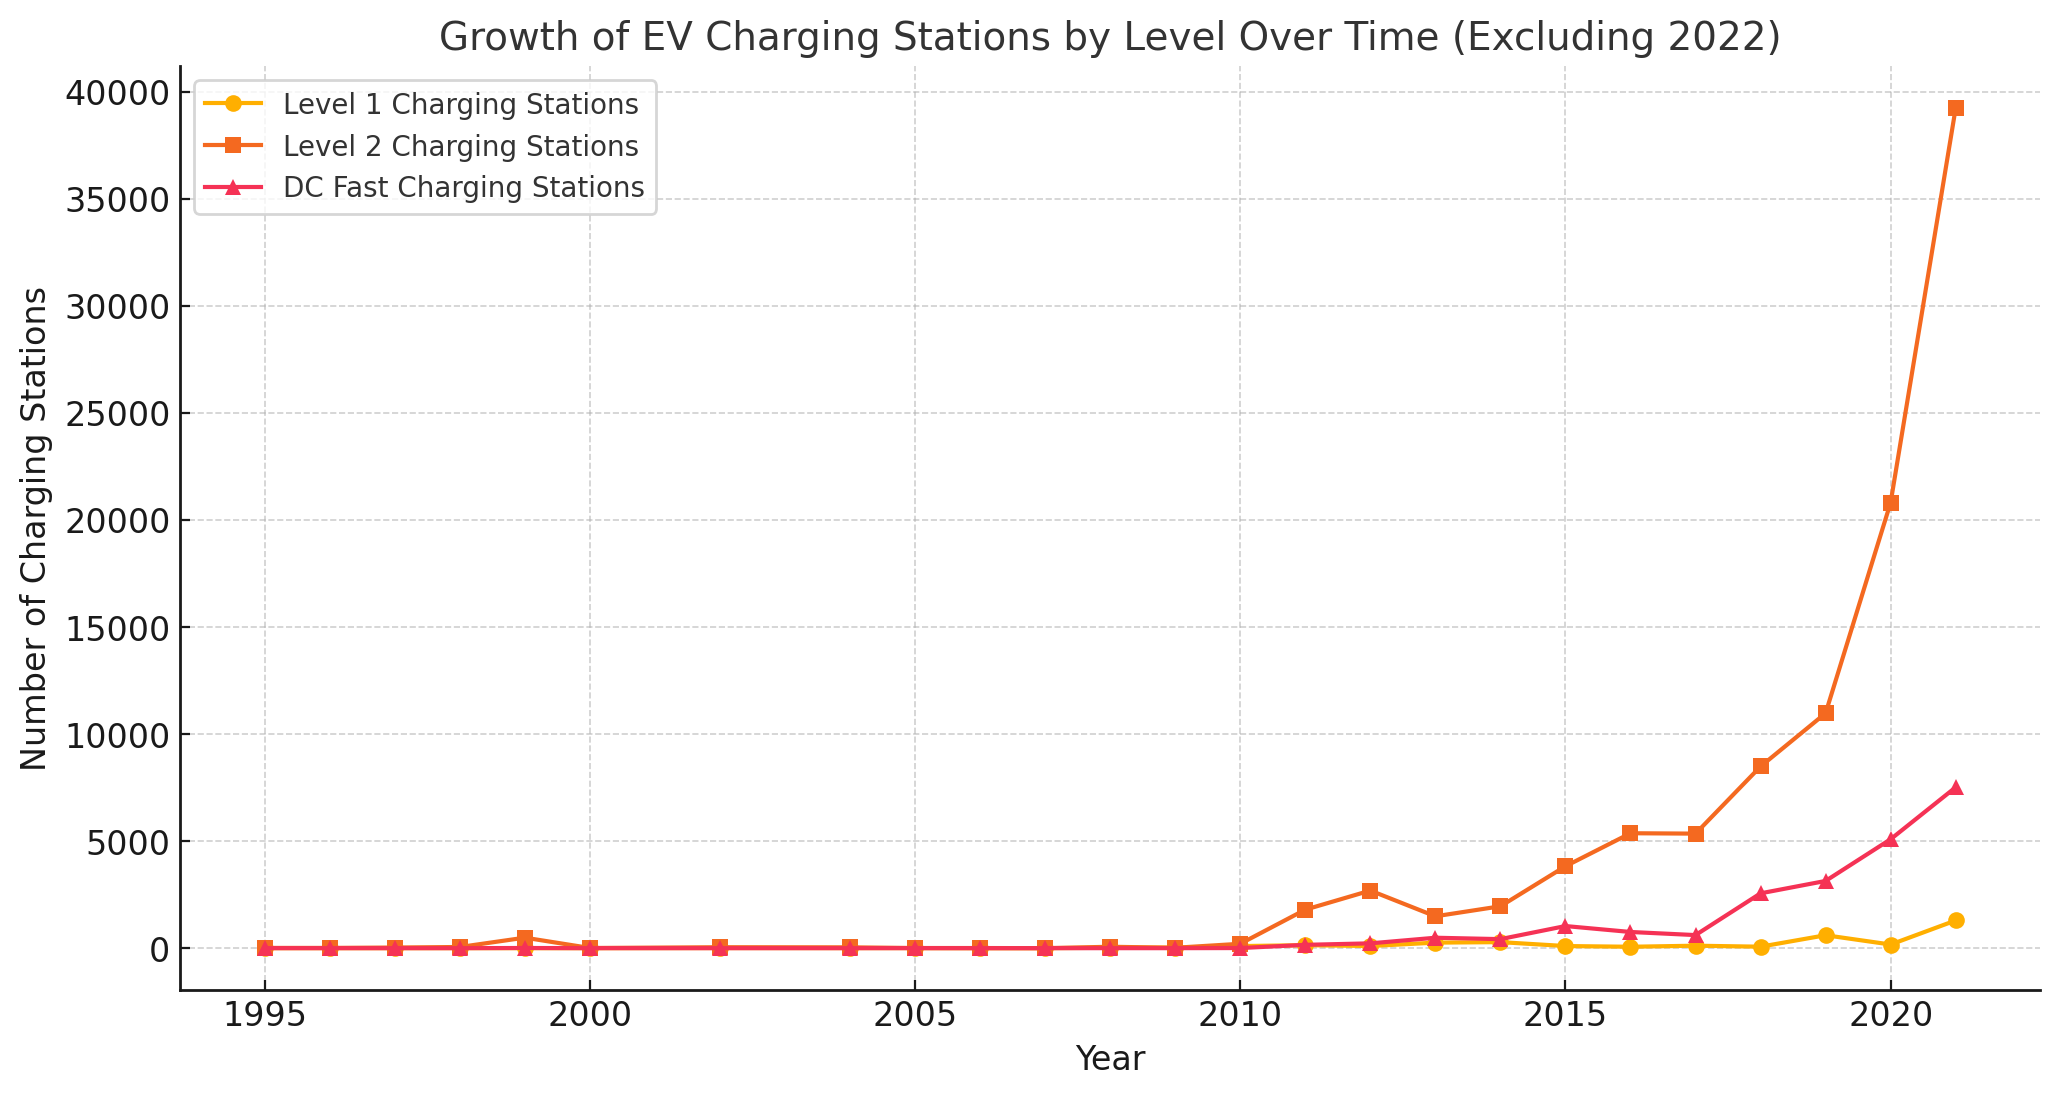 Growth of EV Charging Stations by Level Over Time (Excluding 2022)
Level 1 Charging Stations
Level 2 Charging Stations
DC Fast Charging Stations
Number of Charging Stations
40000
35000
30000
25000
20000
15000
10000
5000
0
1995
2000
2005
2010
2015
2020
Year